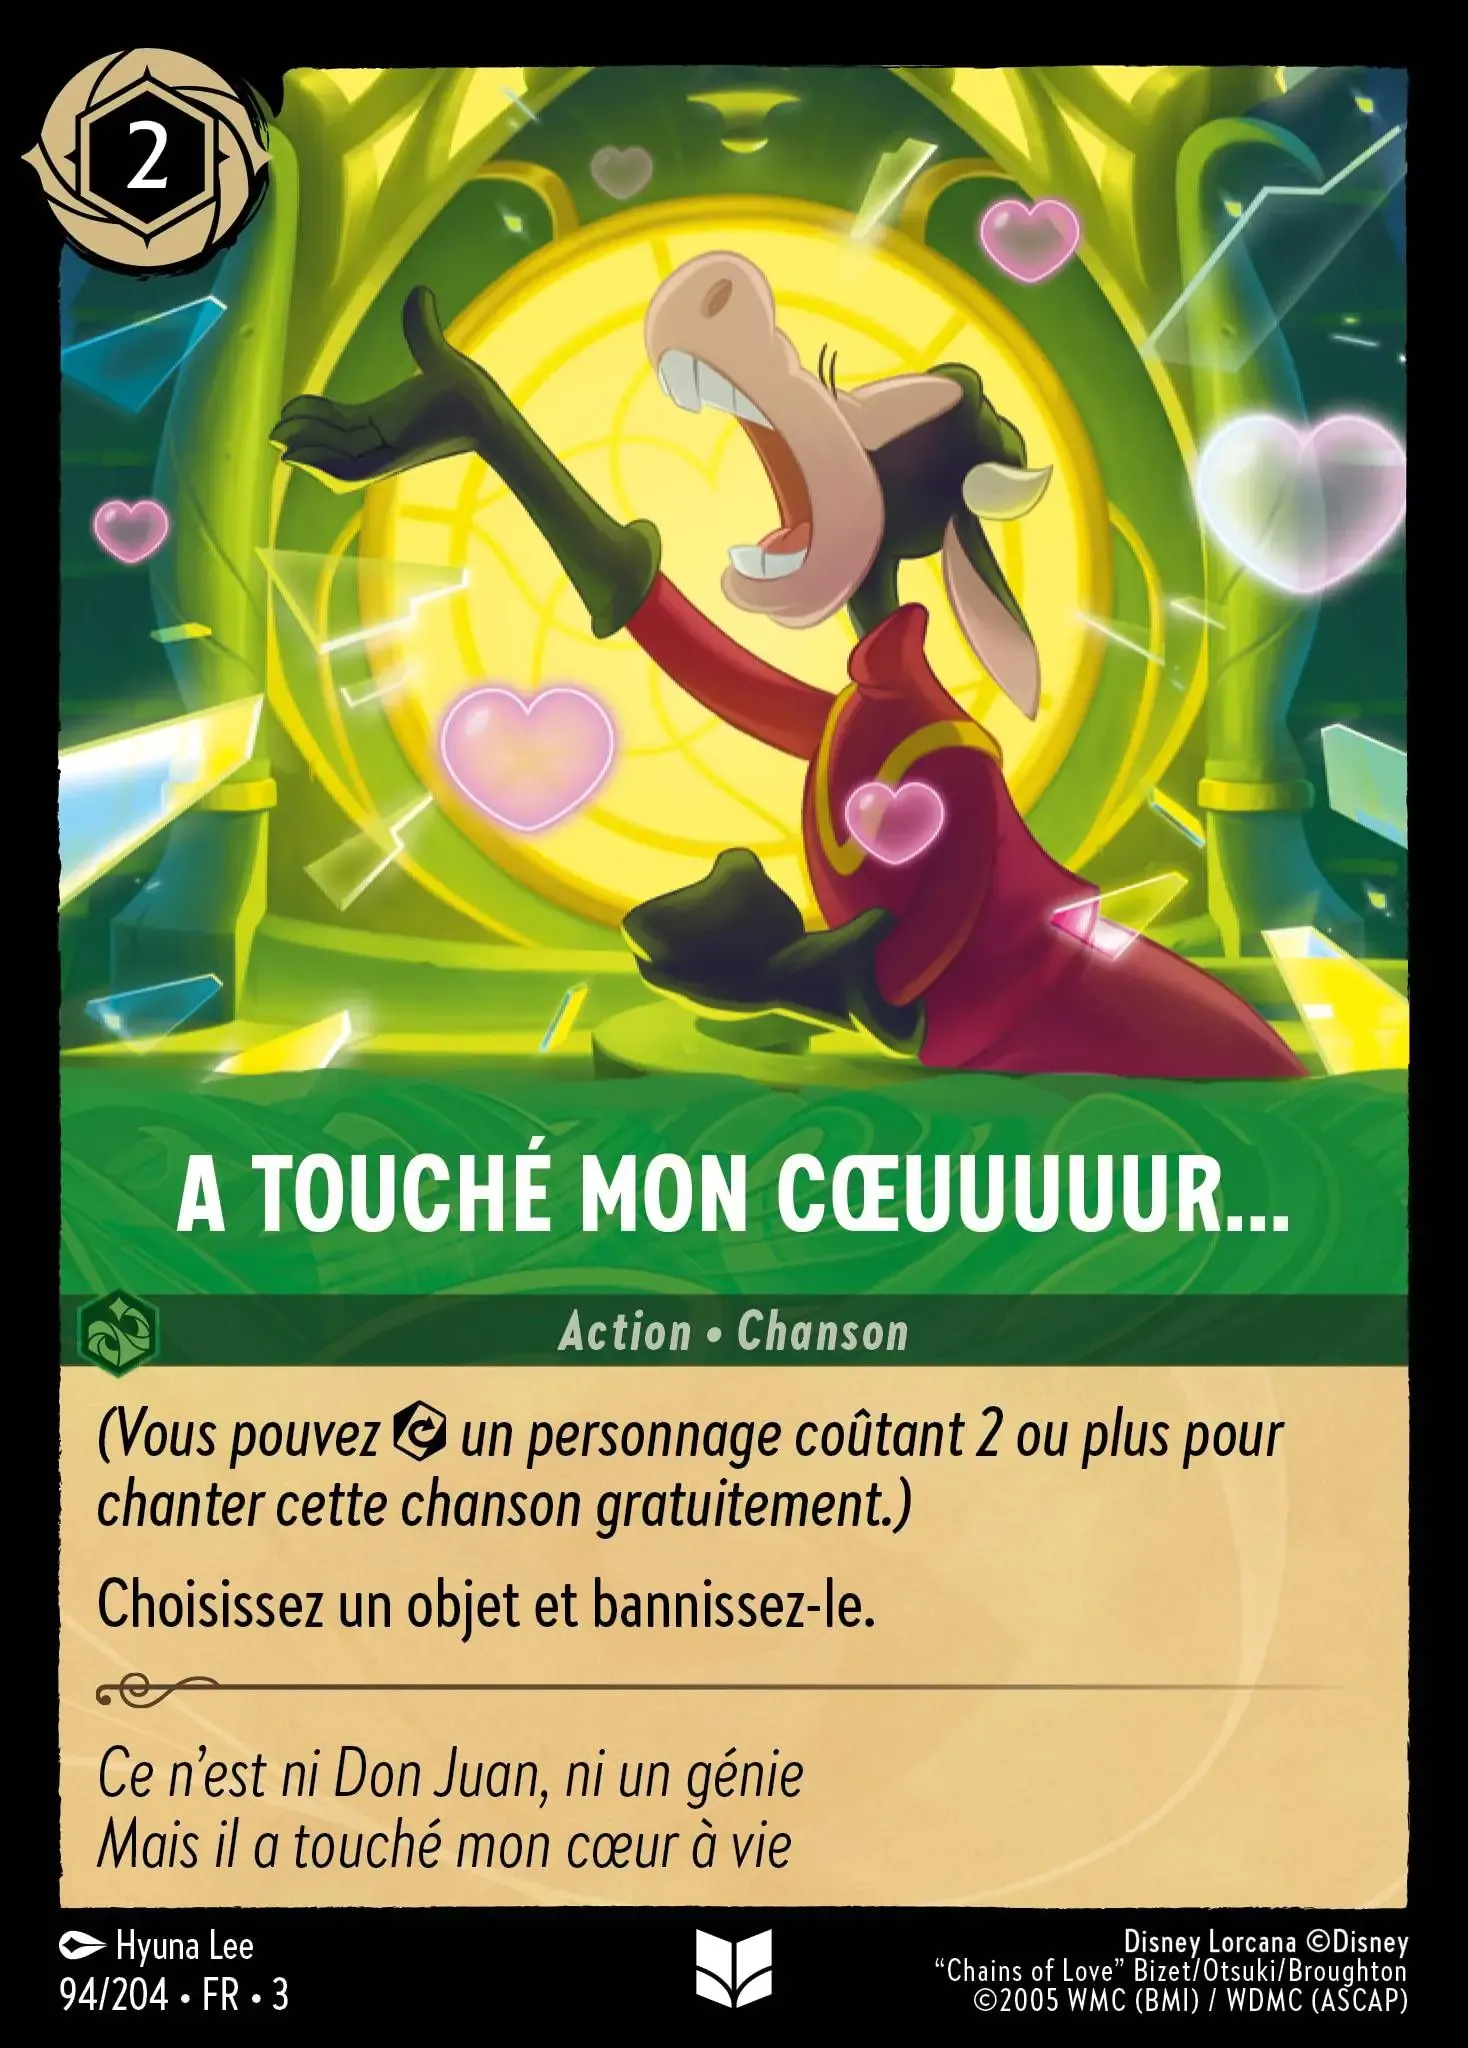 2
A TOUCHÉ MON CŒUUUUUR...
Action • Chanson
(Vous pouvez un personnage coûtant 2 ou plus pour
chanter cette chanson gratuitement.)
Choisissez un objet et bannissez-le.
Ce n'est ni Don Juan, ni un génie
Mais il a touché mon cœur à vie
Hyuna Lee
94/204 • FR • 3
Disney Lorcana ©Disney
“Chains of Love” Bizet/Otsuki/Broughton
©2005 WMC (BMI) / WDMC (ASCAP)